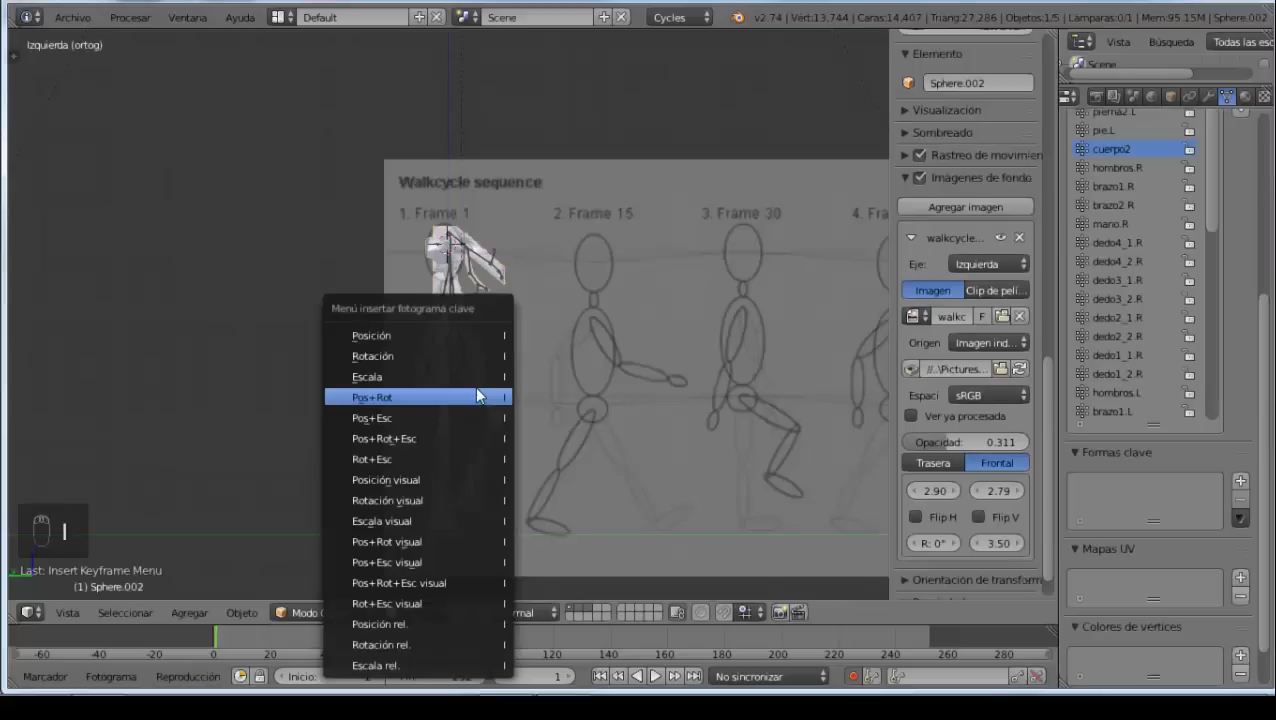 Archivo Procesar Ventana Ayuda Default Scene Cycles v2.74 | Vért:13,744 | Caras:14,407 | Triang:27,286 | Objetos:1/5 | Lámparas:0/1 | Mem:95.15M | Sphere.002
Izquierda (ortog)
Walkcycle sequence
1. Frame 1 2. Frame 15 3. Frame 30 4. Fra
Menú insertar fotograma clave
Posición I
Rotación I
Escala I
Pos+Rot I
Pos+Esc I
Pos+Rot+Esc I
Rot+Esc I
Posición visual I
Rotación visual I
Escala visual I
Pos+Rot visual I
Pos+Esc visual I
Pos+Rot+Esc visual I
Rot+Esc visual I
Posición rel. I
Rotación rel. I
Escala rel. I
I
Last: Insert Keyframe Menu
(1) Sphere.002
Vista Seleccionar Agregar Objeto Modo
-60 -40 -20 0 20 120 140 160 180 200 220 240 260 280
Marcador Fotograma Reproducción Inicio: 1 No sincronizar
Elemento
Sphere.002
Visualización
Sombreado
Rastreo de movimien
Imágenes de fondo
Agregar imagen
walkcycle...
Eje: Izquierda
Imagen Clip de pelí...
walkc F
Origen Imagen ind...
//..\Pictures...
Espaci sRGB
Ver ya procesada
Opacidad: 0.311
Trasera Frontal
2.90 2.79
Flip H Flip V
R: 0° 3.50
Orientación de transform
Vista Búsqueda Todas las esc
Scene
pierna2.L
pie.L
cuerpo2
hombros.R
brazo1.R
brazo2.R
mano.R
dedo4_1.R
dedo4_2.R
dedo3_1.R
dedo3_2.R
dedo2_1.R
dedo2_2.R
dedo1_1.R
dedo1_2.R
hombros.L
brazo1.L
Formas clave
Mapas UV
Colores de vértices